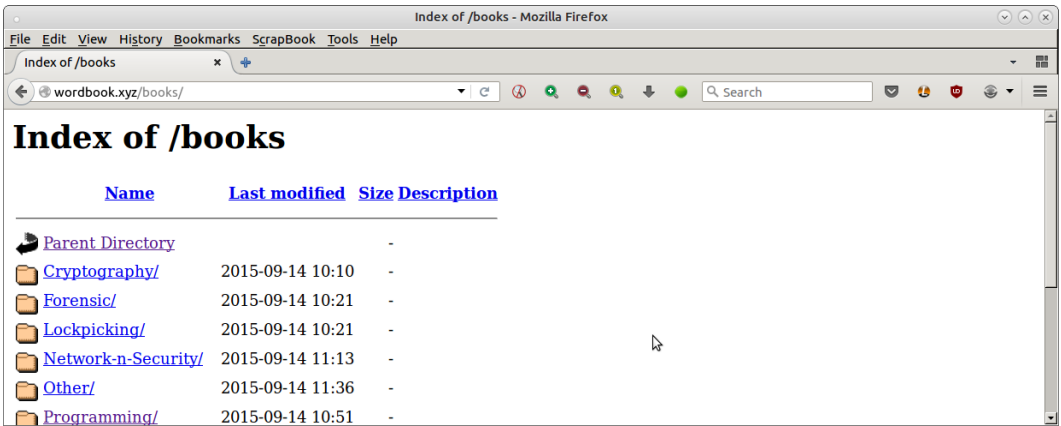 Index of /books - Mozilla Firefox
File Edit View History Bookmarks ScrapBook Tools Help
Index of /books
wordbook.xyz/books/ Search
Index of /books
Name Last modified Size Description
Parent Directory -
Cryptography/ 2015-09-14 10:10 -
Forensic/ 2015-09-14 10:21 -
Lockpicking/ 2015-09-14 10:21 -
Network-n-Security/ 2015-09-14 11:13 -
Other/ 2015-09-14 11:36 -
Programming/ 2015-09-14 10:51 -